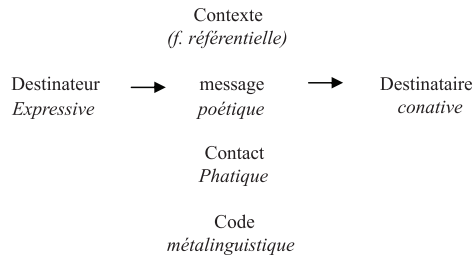 Contexte
(f. référentielle)
Destinateur message Destinataire
Expressive poétique conative
Contact
Phatique
Code
métalinguistique